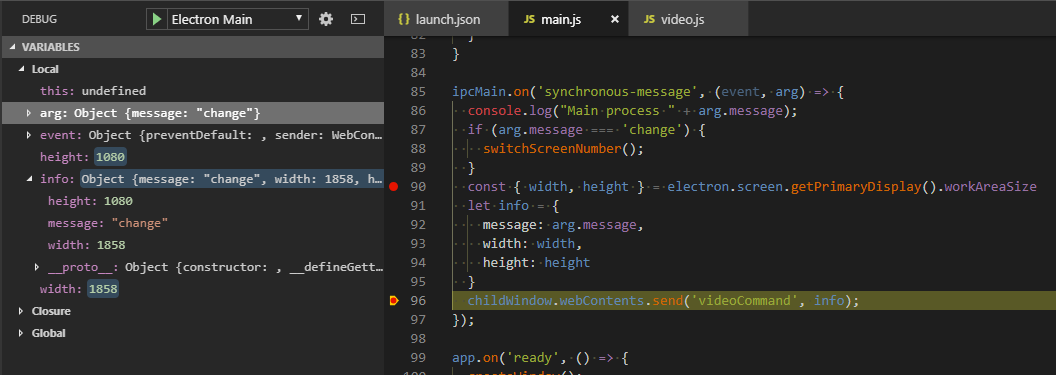 DEBUG
Electron Main
VARIABLES
Local
this: undefined
arg: Object {message: "change"}
event: Object {preventDefault: , sender: WebCon…
height: 1080
info: Object {message: "change", width: 1858, h…
height: 1080
message: "change"
width: 1858
__proto__: Object {constructor: , __defineGett…
width: 1858
Closure
Global
{ } launch.json
JS main.js ×
JS video.js
82 }
83 }
84
85 ipcMain.on('synchronous-message', (event, arg) => {
86 console.log("Main process " + arg.message);
87 if (arg.message === 'change') {
88 switchScreenNumber();
89 }
90 const { width, height } = electron.screen.getPrimaryDisplay().workAreaSize
91 let info = {
92 message: arg.message,
93 width: width,
94 height: height
95 }
96 childWindow.webContents.send('videoCommand', info);
97 });
98
99 app.on('ready', () => {
100 createWindow();